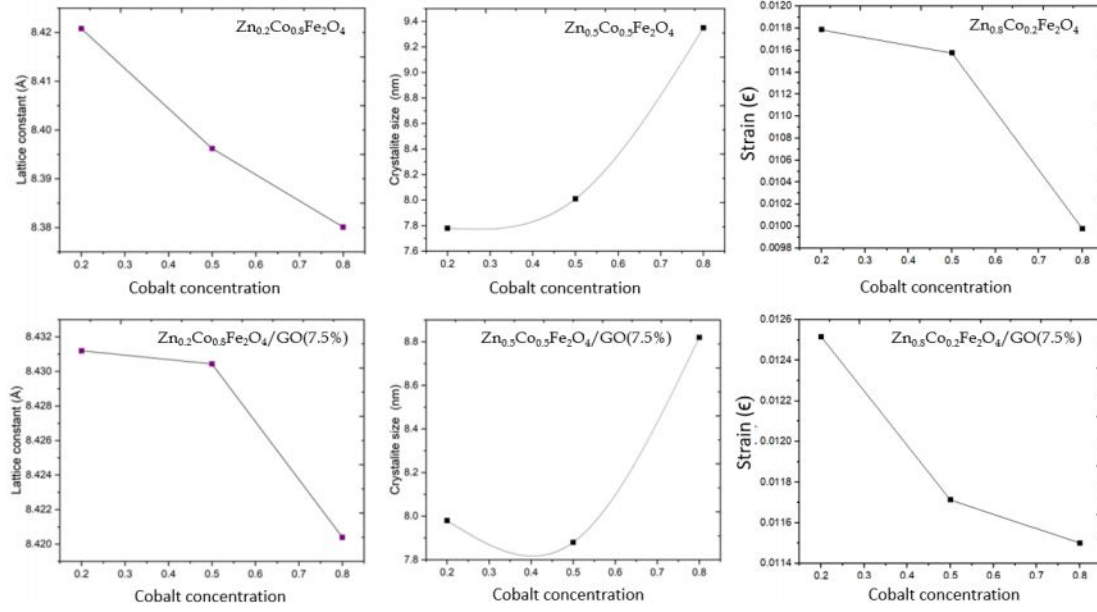 Zn₀.₂Co₀.₈Fe₂O₄
8.42
8.41
8.40
8.39
8.38
Lattice constant (Å)
0.2 0.3 0.4 0.5 0.6 0.7 0.8
Cobalt concentration
Zn₀.₅Co₀.₅Fe₂O₄
9.4
9.2
9.0
8.8
8.6
8.4
8.2
8.0
7.8
7.6
Crystalite size (nm)
0.2 0.3 0.4 0.5 0.6 0.7 0.8
Cobalt concentration
Zn₀.₈Co₀.₂Fe₂O₄
.0120
.0118
0116
0114
.0112
0110
0108
.0106
.0104
.0102
.0100
0.0098
Strain (ϵ)
0.2 0.3 0.4 0.5 0.6 0.7 0.8
Cobalt concentration
Zn₀.₂Co₀.₈Fe₂O₄/GO(7.5%)
8.432
8.430
8.428
8.426
8.424
8.422
8.420
Lattice constant (Å)
0.2 0.3 0.4 0.5 0.6 0.7 0.8
Cobalt concentration
Zn₀.₅Co₀.₅Fe₂O₄/GO(7.5%)
8.8
8.6
8.4
8.2
8.0
7.8
Crystalite size (nm)
0.2 0.3 0.4 0.5 0.6 0.7 0.8
Cobalt concentration
Zn₀.₈Co₀.₂Fe₂O₄/GO(7.5%)
0.0126
0.0124
0.0122
0.0120
0.0118
0.0116
0.0114
Strain (ϵ)
0.2 0.3 0.4 0.5 0.6 0.7 0.8
Cobalt concentration